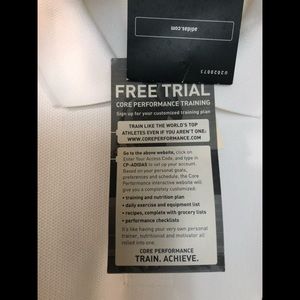 adidas.com
FREE TRIAL
CORE PERFORMANCE TRAINING
Sign up for your customized training plan
TRAIN LIKE THE WORLD'S TOP
ATHLETES EVEN IF YOU AREN'T ONE:
WWW.COREPERFORMANCE.COM
Go to the above website, click on
Enter Your Access Code, and type in
CP-ADIDAS to set up your account.
Based on your personal goals,
preferences and schedule, the Core
Performance interactive website will
give you a completely customized:
• training and nutrition plan
• daily exercise and equipment list
• recipes, complete with grocery lists
• performance checklists
It's like having your very own personal
trainer, nutritionist and motivator all
rolled into one.
CORE PERFORMANCE
TRAIN. ACHIEVE.